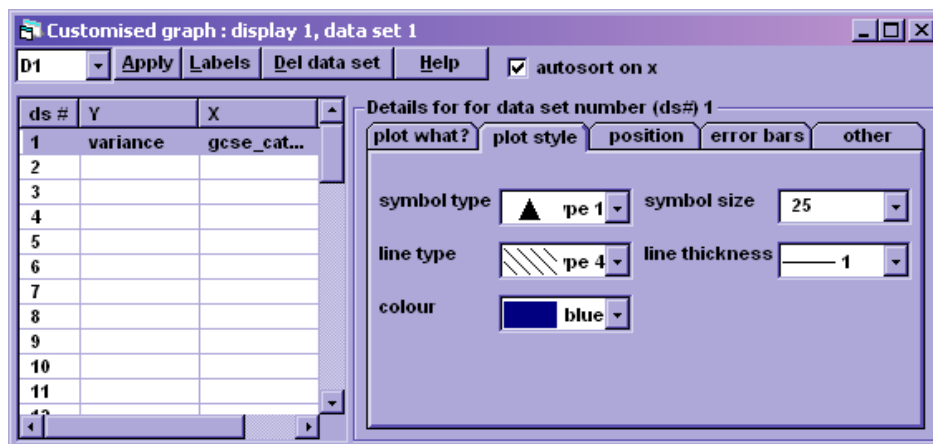 Customised graph : display 1, data set 1
D1 Apply Labels Del data set Help autosort on x
ds # Y X
1 variance gcse_cat...
2
3
4
5
6
7
8
9
10
11
12
Details for for data set number (ds#) 1
plot what? plot style position error bars other
symbol type 'pe 1 symbol size 25
line type 'pe 4 line thickness 1
colour blue